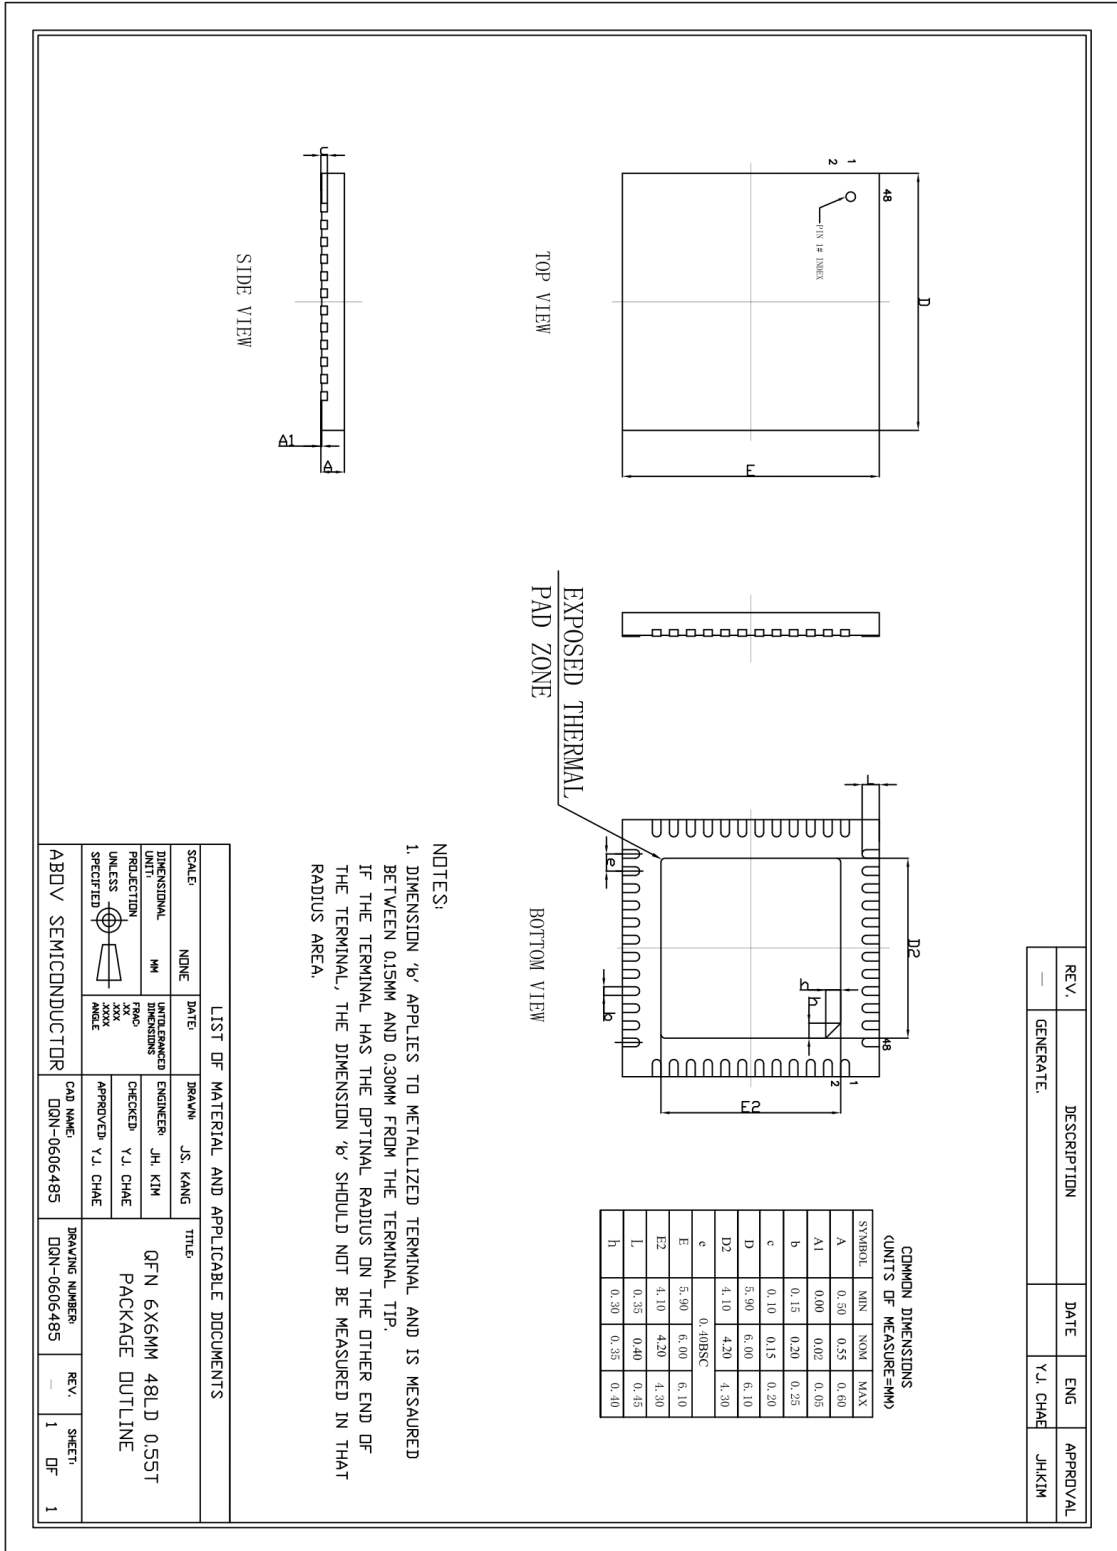 REV. DESCRIPTION DATE ENG APPROVAL
— GENERATE. Y.J. CHAE JH.KIM
48
1
2
PIN 1# INDEX
D
E
TOP VIEW
A1
A
SIDE VIEW
EXPOSED THERMAL
PAD ZONE
L
D2
h
h
48
1
2
E2
e
b
BOTTOM VIEW
COMMON DIMENSIONS
(UNITS OF MEASURE=MM)
SYMBOL MIN NOM MAX
A 0.50 0.55 0.60
A1 0.00 0.02 0.05
b 0.15 0.20 0.25
c 0.10 0.15 0.20
D 5.90 6.00 6.10
D2 4.10 4.20 4.30
e 0.40BSC
E 5.90 6.00 6.10
E2 4.10 4.20 4.30
L 0.35 0.40 0.45
h 0.30 0.35 0.40
NOTES:
1. DIMENSION 'b' APPLIES TO METALLIZED TERMINAL AND IS MESAURED
BETWEEN 0.15MM AND 0.30MM FROM THE TERMINAL TIP.
IF THE TERMINAL HAS THE OPTINAL RADIUS ON THE OTHER END OF
THE TERMINAL, THE DIMENSION 'b' SHOULD NOT BE MEASURED IN THAT
RADIUS AREA.
LIST OF MATERIAL AND APPLICABLE DOCUMENTS
SCALE: NONE
DATE:
DRAWN: JS. KANG
TITLE:
DIMENSIONAL
UNIT: MM
UNTOLERANCED
DIMENSIONS
FRAC:
.XX
.XXX
.XXXX
ANGLE
ENGINEER: JH. KIM
PROJECTION
UNLESS
SPECIFIED
CHECKED: Y.J. CHAE
APPROVED: Y.J. CHAE
QFN 6X6MM 48LD 0.55T
PACKAGE OUTLINE
ABOV SEMICONDUCTOR
CAD NAME:
OQN-0606485
DRAWING NUMBER:
OQN-0606485
REV.
—
SHEET:
1 OF 1